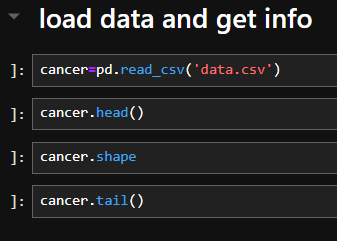 load data and get info
]: cancer=pd.read_csv('data.csv')
]: cancer.head()
]: cancer.shape
]: cancer.tail()